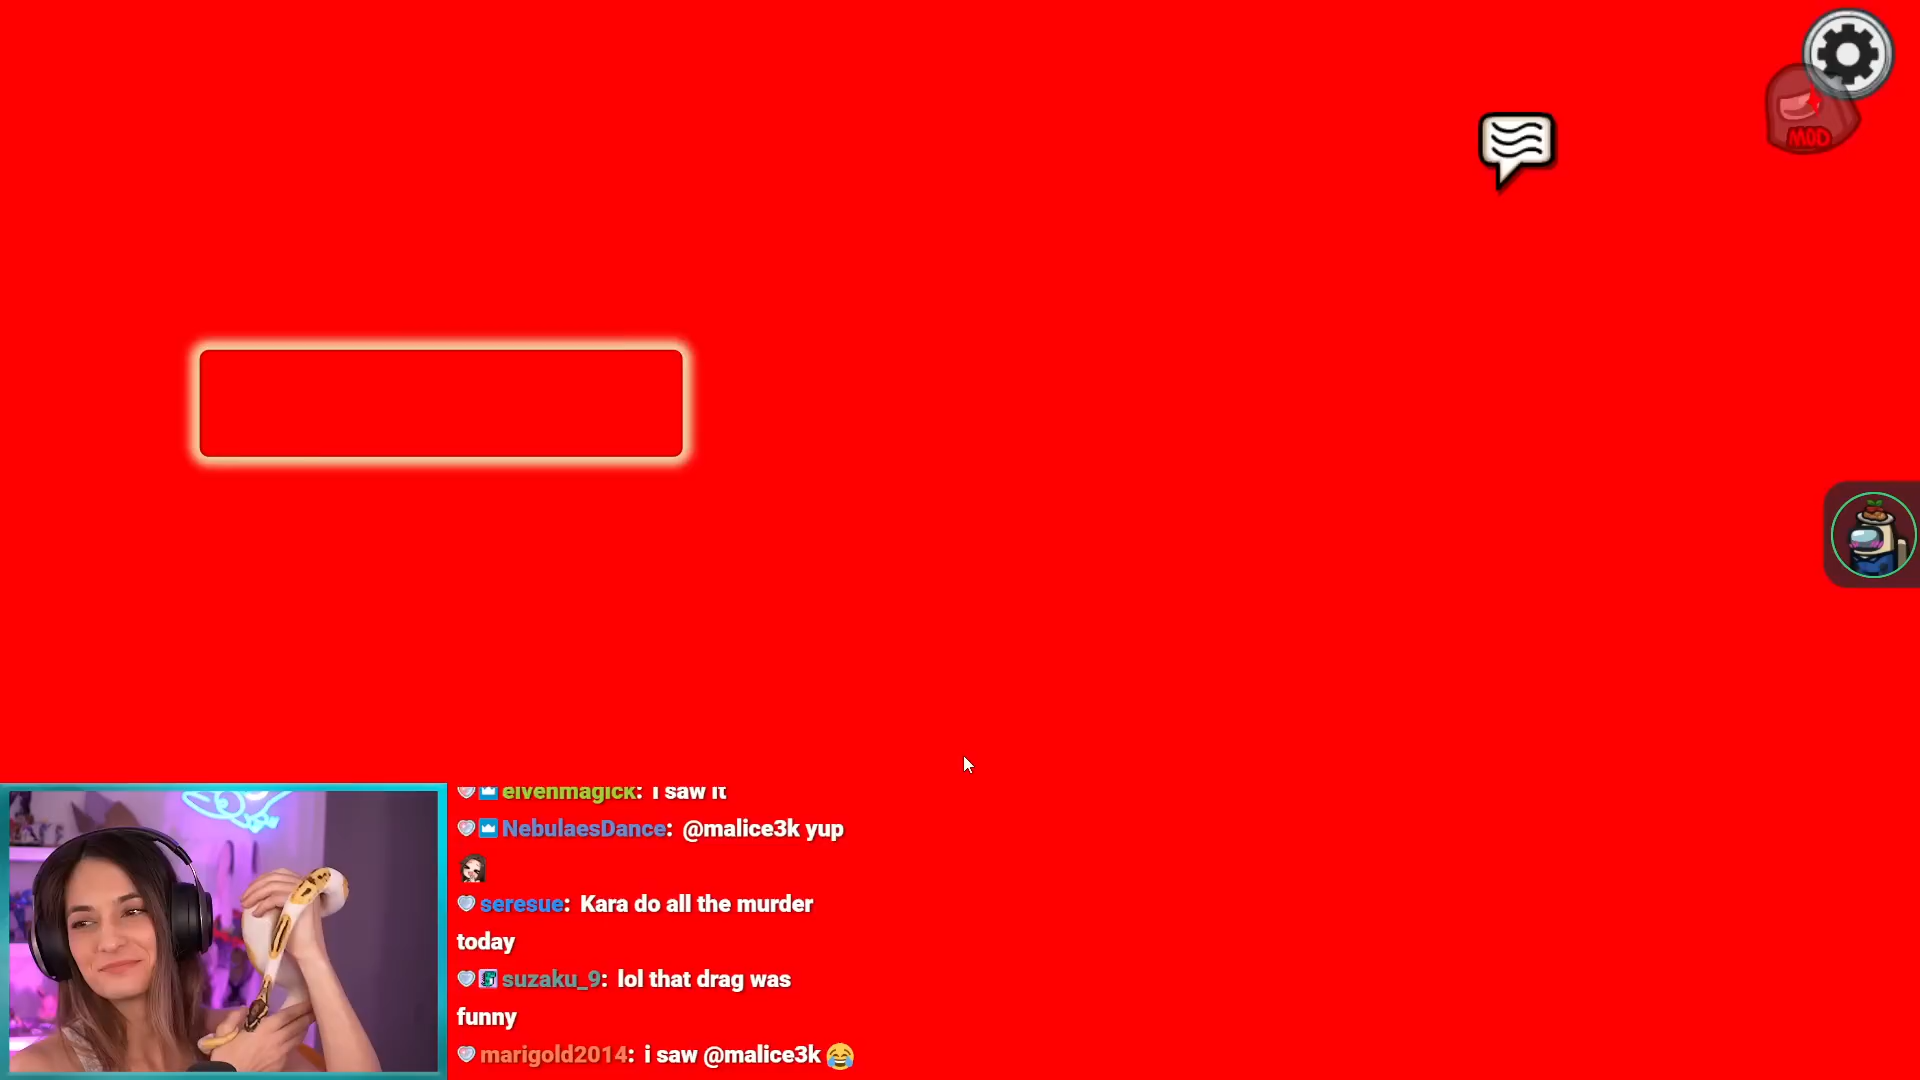 MOD
elvenmagick: i saw it
NebulaesDance: @malice3k yup
seresue: Kara do all the murder
today
suzaku_9: lol that drag was
funny
marigold2014: i saw @malice3k 😂